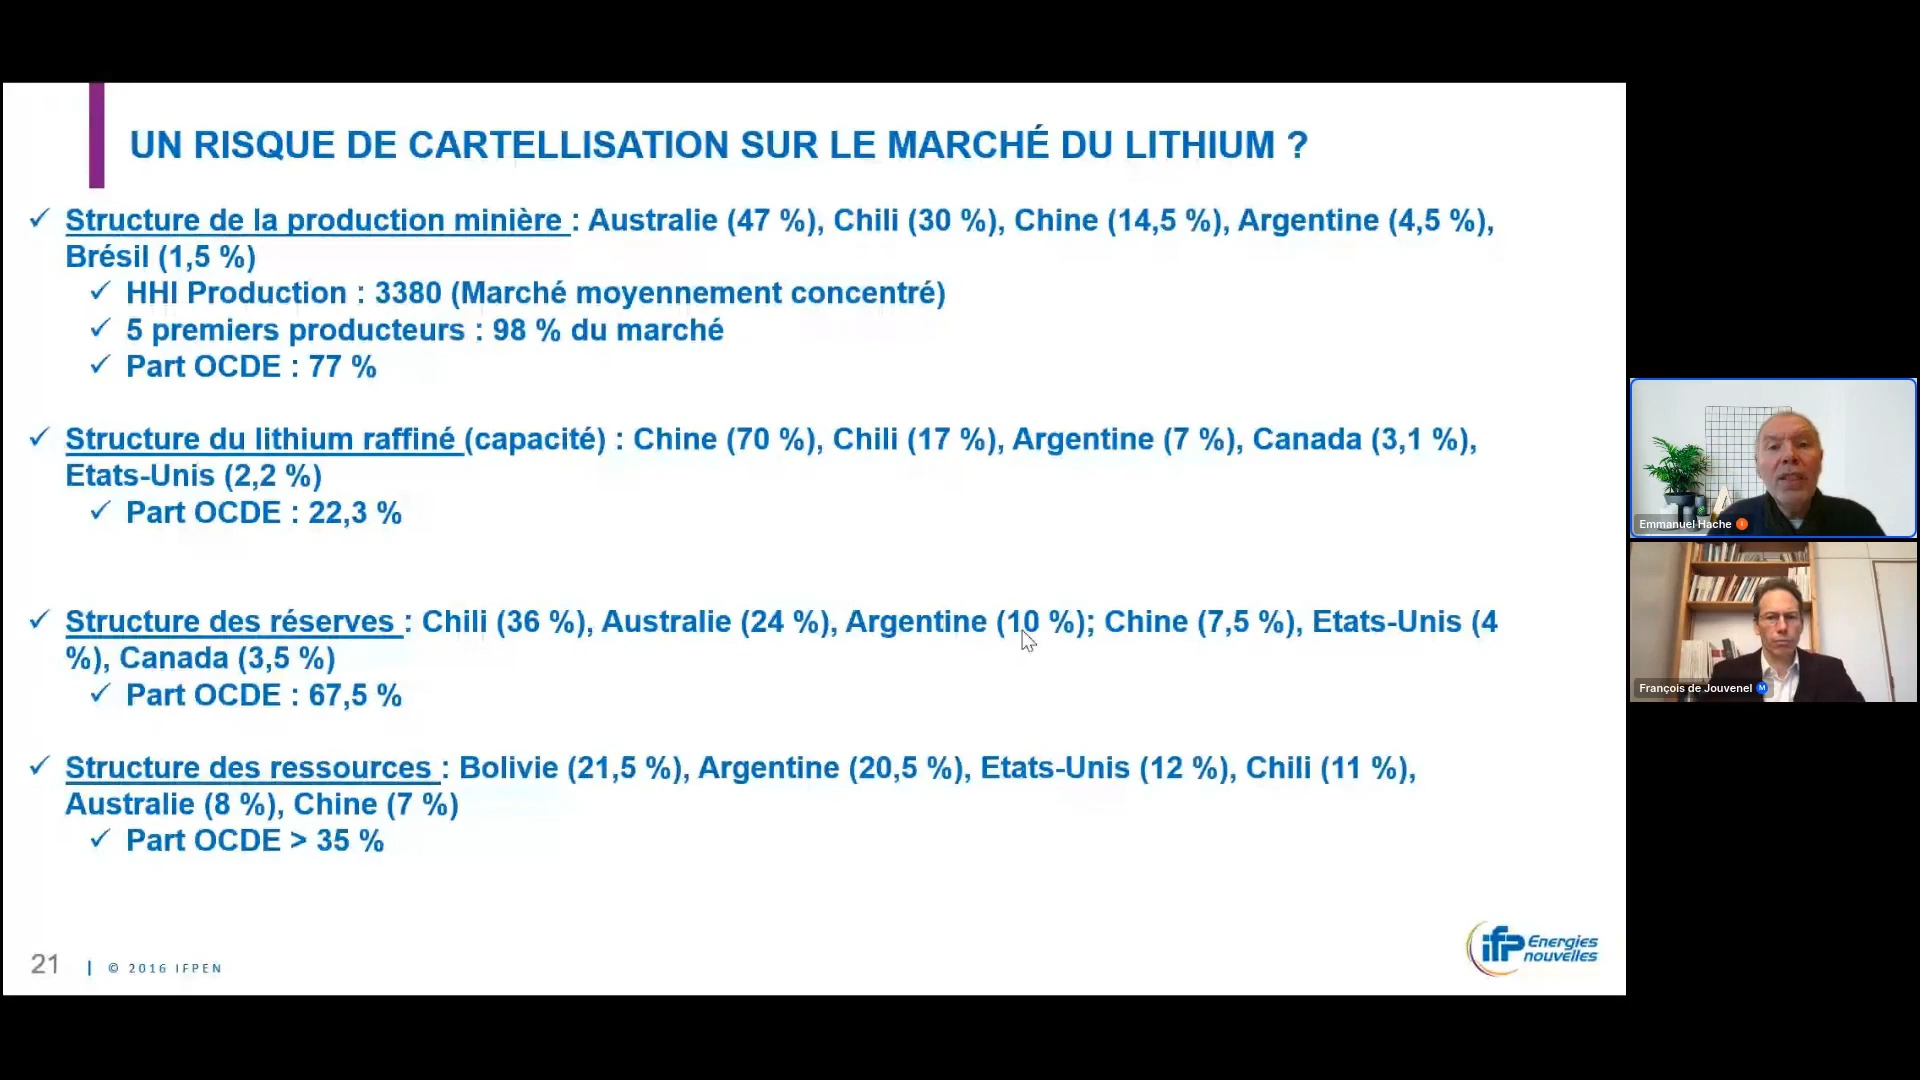 UN RISQUE DE CARTELLISATION SUR LE MARCHÉ DU LITHIUM ?
✓ Structure de la production minière : Australie (47 %), Chili (30 %), Chine (14,5 %), Argentine (4,5 %),
Brésil (1,5 %)
✓ HHI Production : 3380 (Marché moyennement concentré)
✓ 5 premiers producteurs : 98 % du marché
✓ Part OCDE : 77 %
✓ Structure du lithium raffiné (capacité) : Chine (70 %), Chili (17 %), Argentine (7 %), Canada (3,1 %),
Etats-Unis (2,2 %)
✓ Part OCDE : 22,3 %
✓ Structure des réserves : Chili (36 %), Australie (24 %), Argentine (10 %); Chine (7,5 %), Etats-Unis (4
%), Canada (3,5 %)
✓ Part OCDE : 67,5 %
✓ Structure des ressources : Bolivie (21,5 %), Argentine (20,5 %), Etats-Unis (12 %), Chili (11 %),
Australie (8 %), Chine (7 %)
✓ Part OCDE > 35 %
21 | © 2016 IFPEN
ifp Energies
nouvelles
Emmanuel Hache
François de Jouvenel M